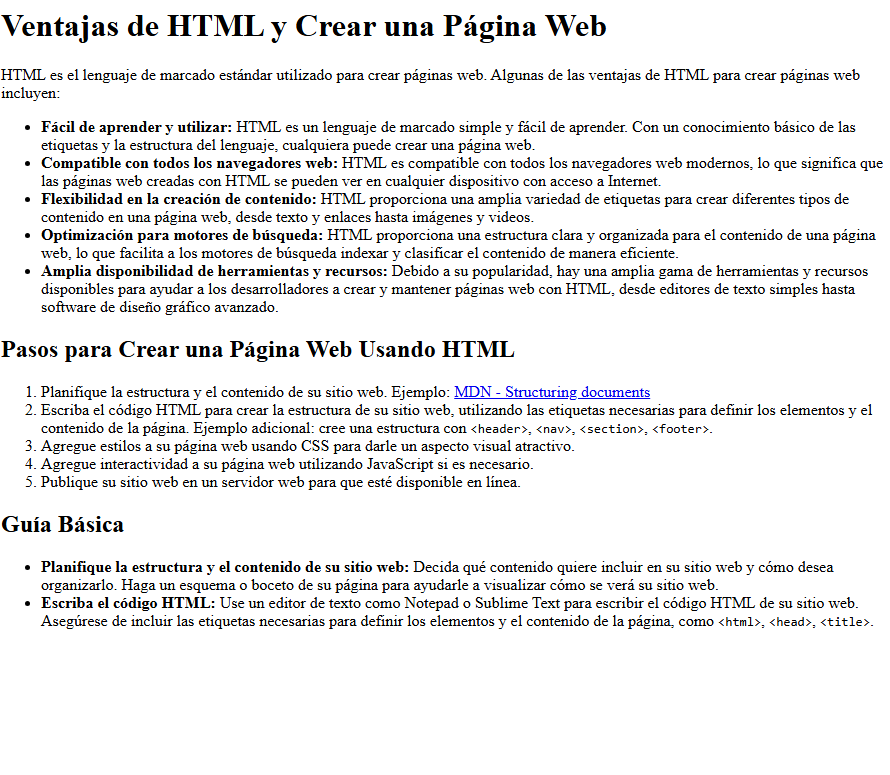 Ventajas de HTML y Crear una Página Web
HTML es el lenguaje de marcado estándar utilizado para crear páginas web. Algunas de las ventajas de HTML para crear páginas web
incluyen:
• Fácil de aprender y utilizar: HTML es un lenguaje de marcado simple y fácil de aprender. Con un conocimiento básico de las
etiquetas y la estructura del lenguaje, cualquiera puede crear una página web.
• Compatible con todos los navegadores web: HTML es compatible con todos los navegadores web modernos, lo que significa que
las páginas web creadas con HTML se pueden ver en cualquier dispositivo con acceso a Internet.
• Flexibilidad en la creación de contenido: HTML proporciona una amplia variedad de etiquetas para crear diferentes tipos de
contenido en una página web, desde texto y enlaces hasta imágenes y videos.
• Optimización para motores de búsqueda: HTML proporciona una estructura clara y organizada para el contenido de una página
web, lo que facilita a los motores de búsqueda indexar y clasificar el contenido de manera eficiente.
• Amplia disponibilidad de herramientas y recursos: Debido a su popularidad, hay una amplia gama de herramientas y recursos
disponibles para ayudar a los desarrolladores a crear y mantener páginas web con HTML, desde editores de texto simples hasta
software de diseño gráfico avanzado.
Pasos para Crear una Página Web Usando HTML
1. Planifique la estructura y el contenido de su sitio web. Ejemplo: MDN - Structuring documents
2. Escriba el código HTML para crear la estructura de su sitio web, utilizando las etiquetas necesarias para definir los elementos y el
contenido de la página. Ejemplo adicional: cree una estructura con <header>, <nav>, <section>, <footer>.
3. Agregue estilos a su página web usando CSS para darle un aspecto visual atractivo.
4. Agregue interactividad a su página web utilizando JavaScript si es necesario.
5. Publique su sitio web en un servidor web para que esté disponible en línea.
Guía Básica
• Planifique la estructura y el contenido de su sitio web: Decida qué contenido quiere incluir en su sitio web y cómo desea
organizarlo. Haga un esquema o boceto de su página para ayudarle a visualizar cómo se verá su sitio web.
• Escriba el código HTML: Use un editor de texto como Notepad o Sublime Text para escribir el código HTML de su sitio web.
Asegúrese de incluir las etiquetas necesarias para definir los elementos y el contenido de la página, como <html>, <head>, <title>.